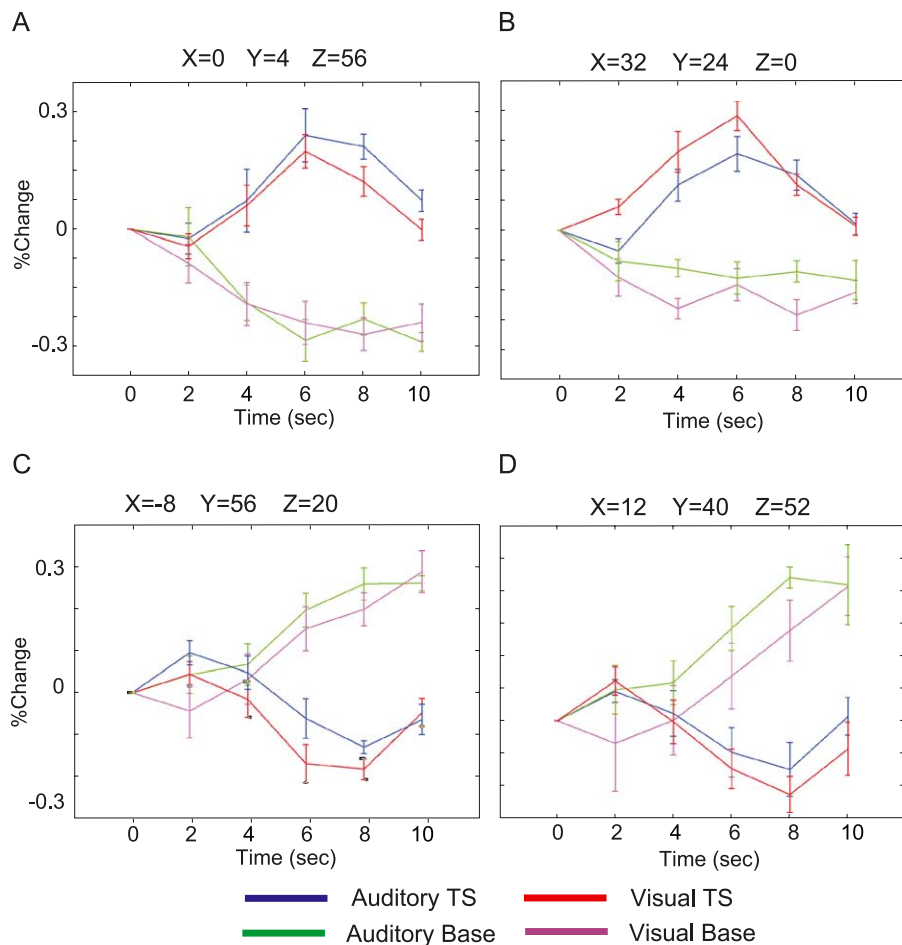 A
X=0 Y=4 Z=56
0.3
0
-0.3
%Change
0 2 4 6 8 10
Time (sec)
B
X=32 Y=24 Z=0
0 2 4 6 8 10
Time (sec)
C
X=-8 Y=56 Z=20
0.3
0
-0.3
%Change
0 2 4 6 8 10
Time (sec)
D
X=12 Y=40 Z=52
0 2 4 6 8 10
Time (sec)
Auditory TS
Visual TS
Auditory Base
Visual Base